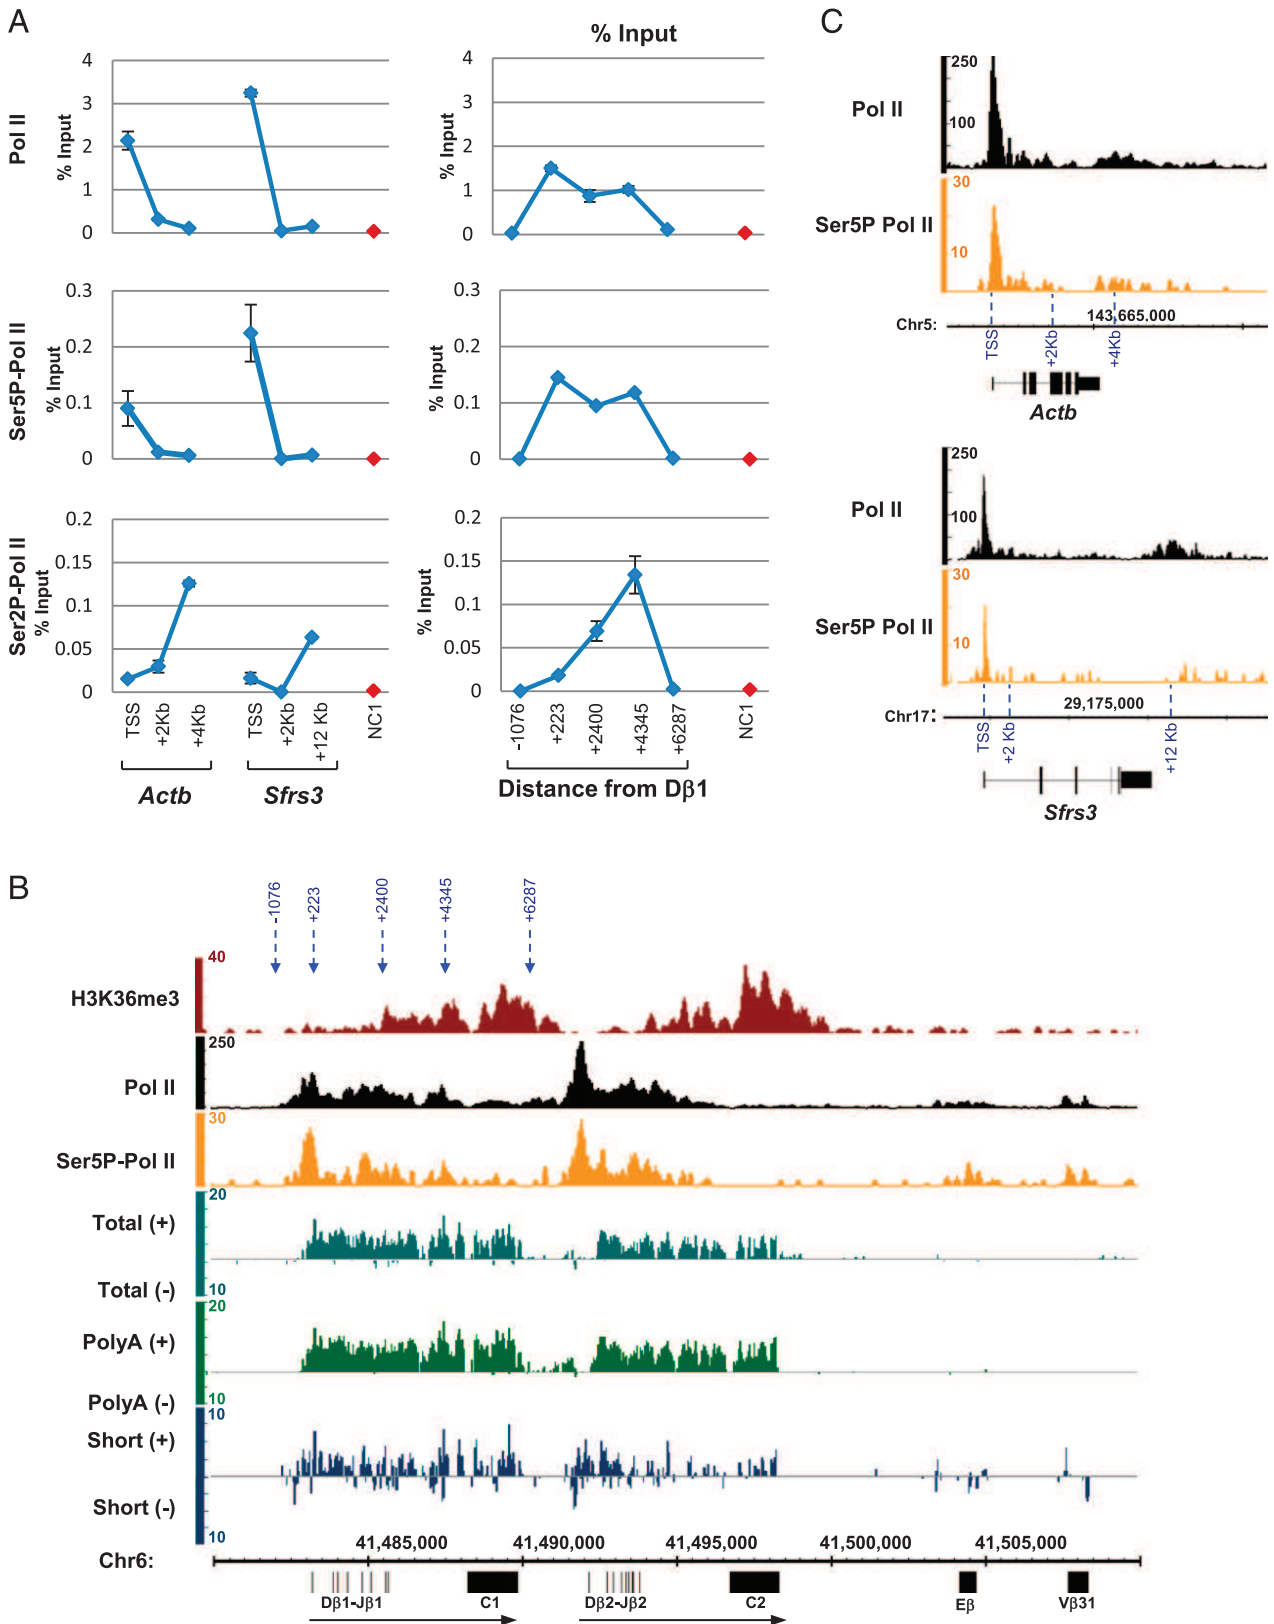 A
% Input
4
3
2
1
0
% Input
Pol II
4
3
2
1
0
% Input
0.3
0.2
0.1
0
% Input
Ser5P-Pol II
0.3
0.2
0.1
0
% Input
0.2
0.15
0.1
0.05
0
% Input
Ser2P-Pol II
0.2
0.15
0.1
0.05
0
% Input
TSS
+2Kb
+4Kb
TSS
+2Kb
+12 Kb
NC1
Actb
Sfrs3
-1076
+223
+2400
+4345
+6287
NC1
Distance from Dβ1
C
250
Pol II
100
30
Ser5P Pol II
10
143,665,000
Chr5:
TSS
+2Kb
+4Kb
Actb
250
Pol II
100
30
Ser5P Pol II
10
29,175,000
Chr17:
TSS
+2 Kb
+12 Kb
Sfrs3
B
-1076
+223
+2400
+4345
+6287
40
H3K36me3
250
Pol II
30
Ser5P-Pol II
20
Total (+)
Total (-)
10
20
PolyA (+)
PolyA (-)
10
10
Short (+)
Short (-)
10
41,485,000 41,490,000 41,495,000 41,500,000 41,505,000
Chr6:
Dβ1-Jβ1 C1 Dβ2-Jβ2 C2 Eβ Vβ31